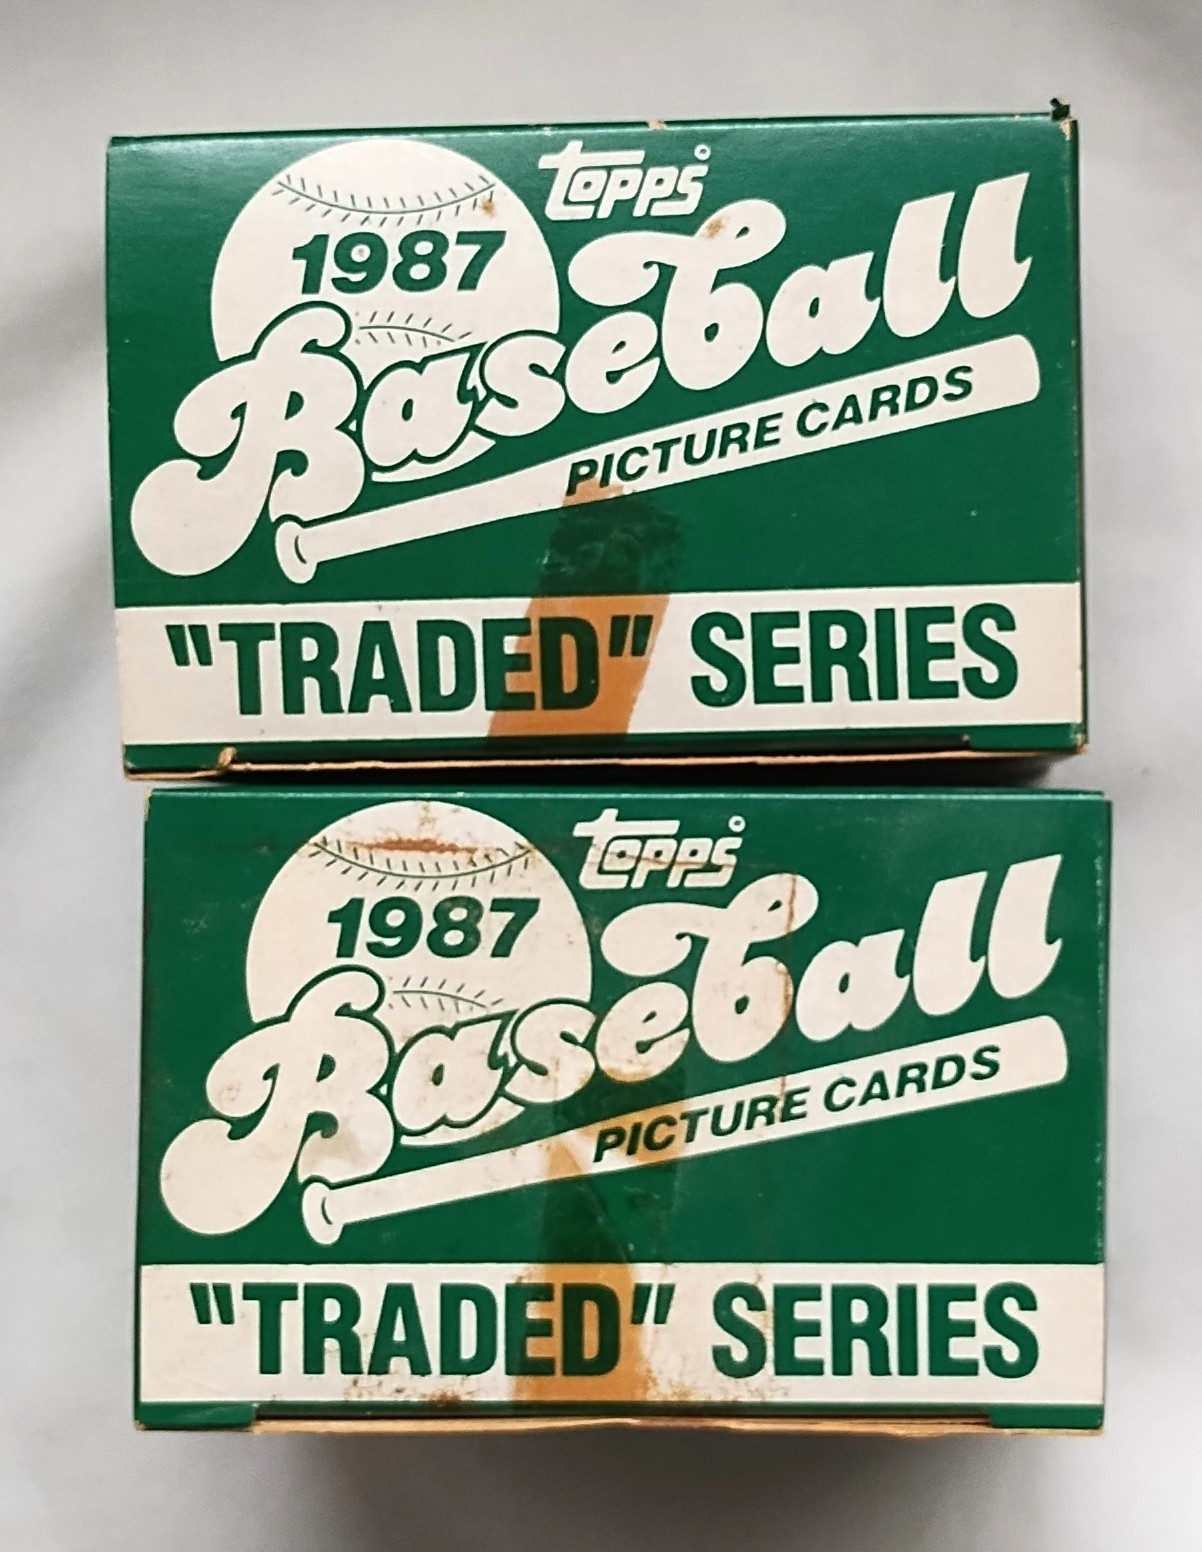 topps
1987
Baseball
PICTURE CARDS
"TRADED" SERIES
topps
1987
Baseball
PICTURE CARDS
"TRADED" SERIES